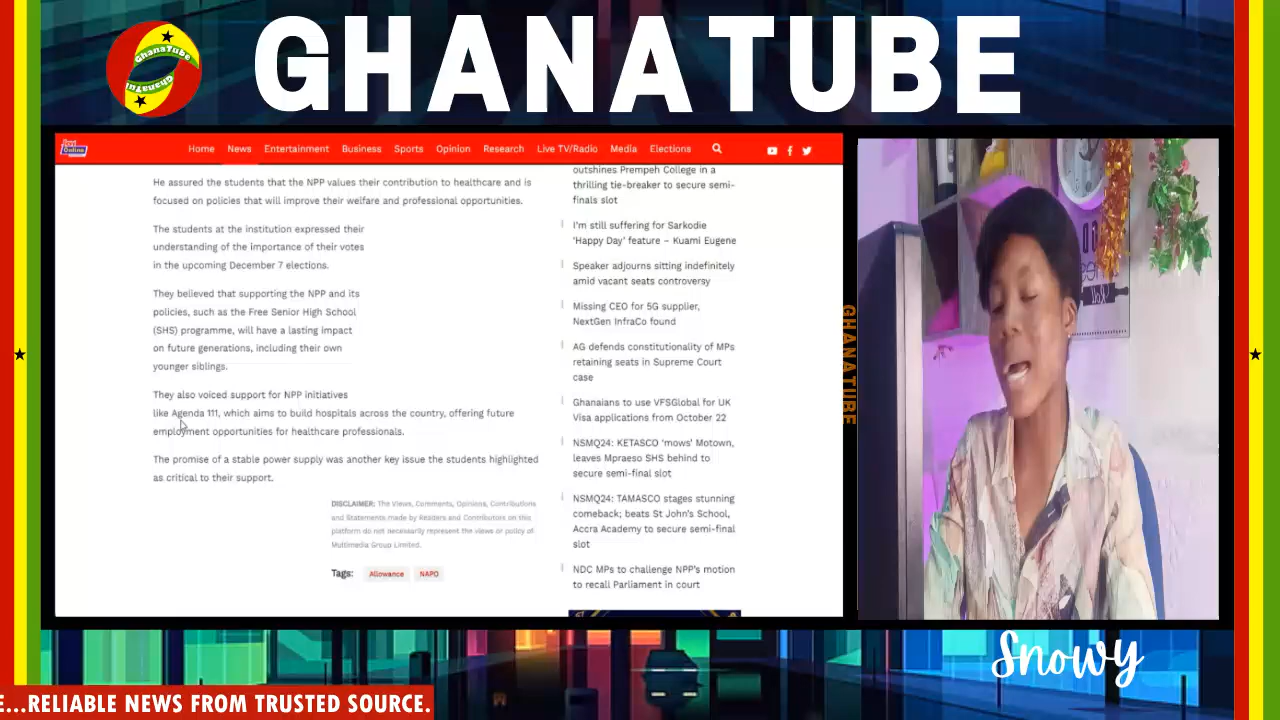 GHANATUBE
GhanaTube
GhanaTube
Online
Home News Entertainment Business Sports Opinion Research Live TV/Radio Media Elections
He assured the students that the NPP values their contribution to healthcare and is
focused on policies that will improve their welfare and professional opportunities.
The students at the institution expressed their
understanding of the importance of their votes
in the upcoming December 7 elections.
They believed that supporting the NPP and its
policies, such as the Free Senior High School
(SHS) programme, will have a lasting impact
on future generations, including their own
younger siblings.
They also voiced support for NPP initiatives
like Agenda 111, which aims to build hospitals across the country, offering future
employment opportunities for healthcare professionals.
The promise of a stable power supply was another key issue the students highlighted
as critical to their support.
DISCLAIMER: The Views, Comments, Opinions, Contributions
and Statements made by Readers and Contributors on this
platform do not necessarily represent the views or policy of
Multimedia Group Limited.
Tags: Allowance NAPO
outshines Prempeh College in a
thrilling tie-breaker to secure semi-
finals slot
I'm still suffering for Sarkodie
'Happy Day' feature – Kuami Eugene
Speaker adjourns sitting indefinitely
amid vacant seats controversy
Missing CEO for 5G supplier,
NextGen InfraCo found
AG defends constitutionality of MPs
retaining seats in Supreme Court
case
Ghanaians to use VFSGlobal for UK
Visa applications from October 22
NSMQ24: KETASCO 'mows' Motown,
leaves Mpraeso SHS behind to
secure semi-final slot
NSMQ24: TAMASCO stages stunning
comeback; beats St John's School,
Accra Academy to secure semi-final
slot
NDC MPs to challenge NPP's motion
to recall Parliament in court
GHANATUBE
Snowy
E...RELIABLE NEWS FROM TRUSTED SOURCE.